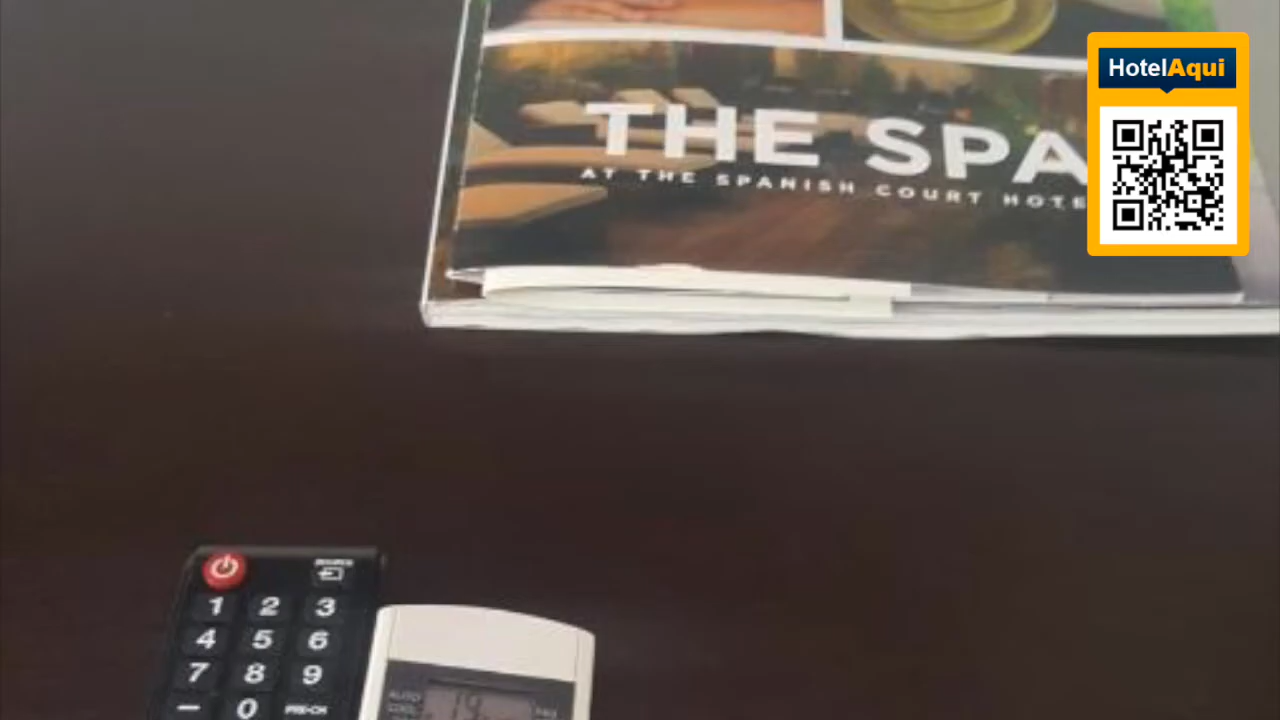 HotelAqui
THE SPA
AT THE SPANISH COURT HOTE
SOURCE
1 2 3
4 5 6
7 8 9
- 0 PRE-CH
AUTO
COOL
19